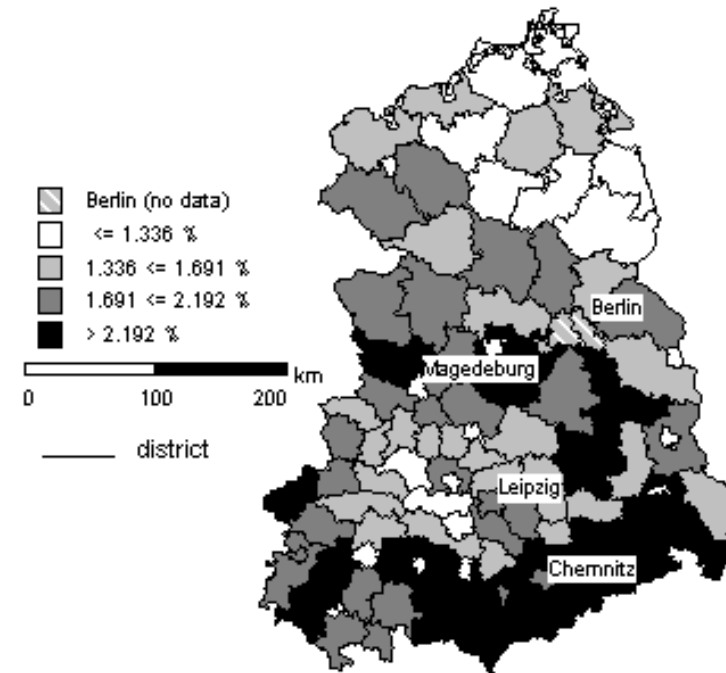 Berlin (no data)
<= 1.336 %
1.336 <= 1.691 %
1.691 <= 2.192 %
> 2.192 %
km
0 100 200
district
Berlin
Magedeburg
Leipzig
Chemnitz